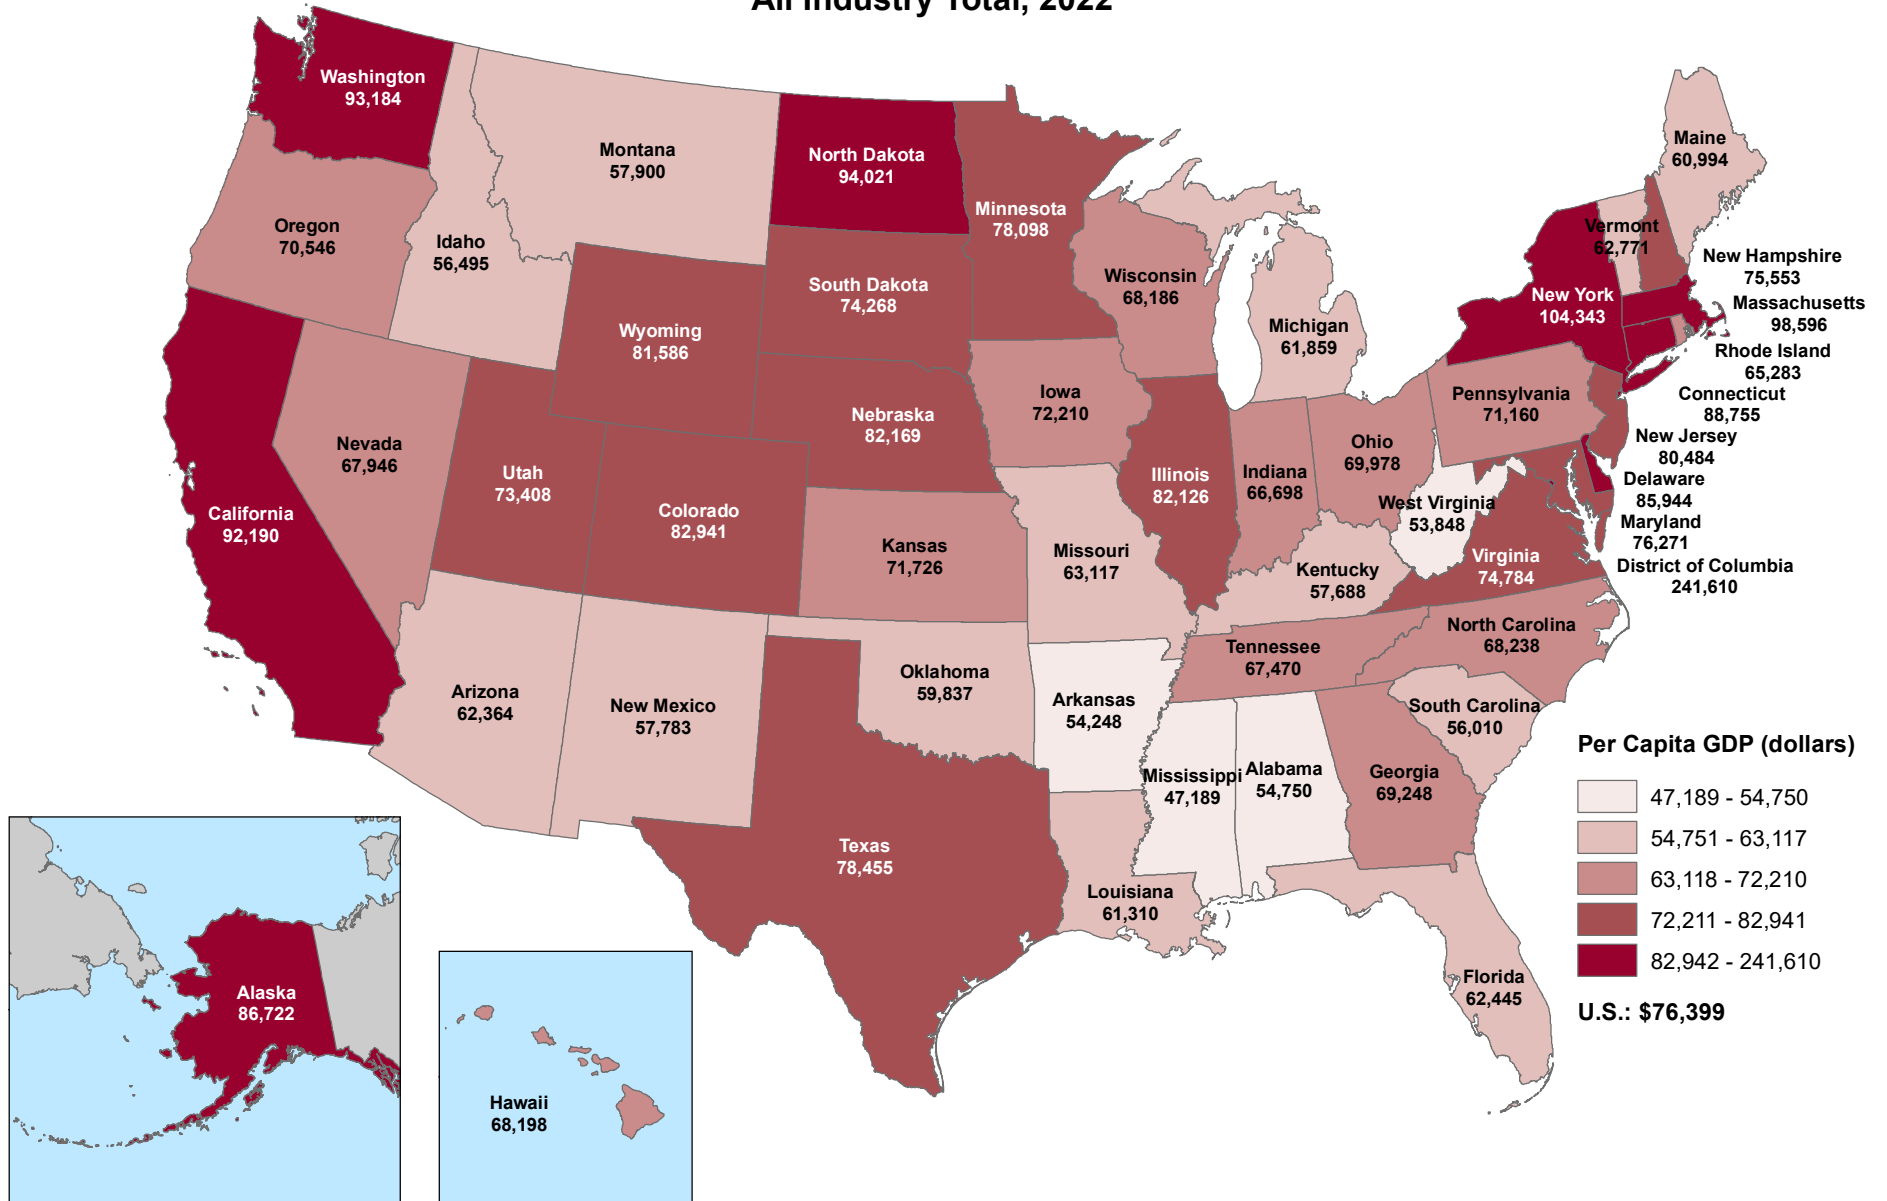 All Industry Total, 2022
Washington
93,184
Montana
57,900
North Dakota
94,021
Minnesota
78,098
Maine
60,994
Oregon
70,546
Idaho
56,495
Vermont
62,771
New Hampshire
75,553
Wisconsin
68,186
South Dakota
74,268
New York
104,343
Massachusetts
98,596
Wyoming
81,586
Michigan
61,859
Rhode Island
65,283
Iowa
72,210
Pennsylvania
71,160
Connecticut
88,755
Nebraska
82,169
New Jersey
80,484
Nevada
67,946
Utah
73,408
Illinois
82,126
Indiana
66,698
Ohio
69,978
Delaware
85,944
West Virginia
53,848
California
92,190
Colorado
82,941
Maryland
76,271
Kansas
71,726
Missouri
63,117
Kentucky
57,688
Virginia
74,784
District of Columbia
241,610
North Carolina
68,238
Tennessee
67,470
Arizona
62,364
New Mexico
57,783
Oklahoma
59,837
Arkansas
54,248
South Carolina
56,010
Mississippi
47,189
Alabama
54,750
Georgia
69,248
Texas
78,455
Louisiana
61,310
Florida
62,445
Alaska
86,722
Hawaii
68,198
Per Capita GDP (dollars)
47,189 - 54,750
54,751 - 63,117
63,118 - 72,210
72,211 - 82,941
82,942 - 241,610
U.S.: $76,399